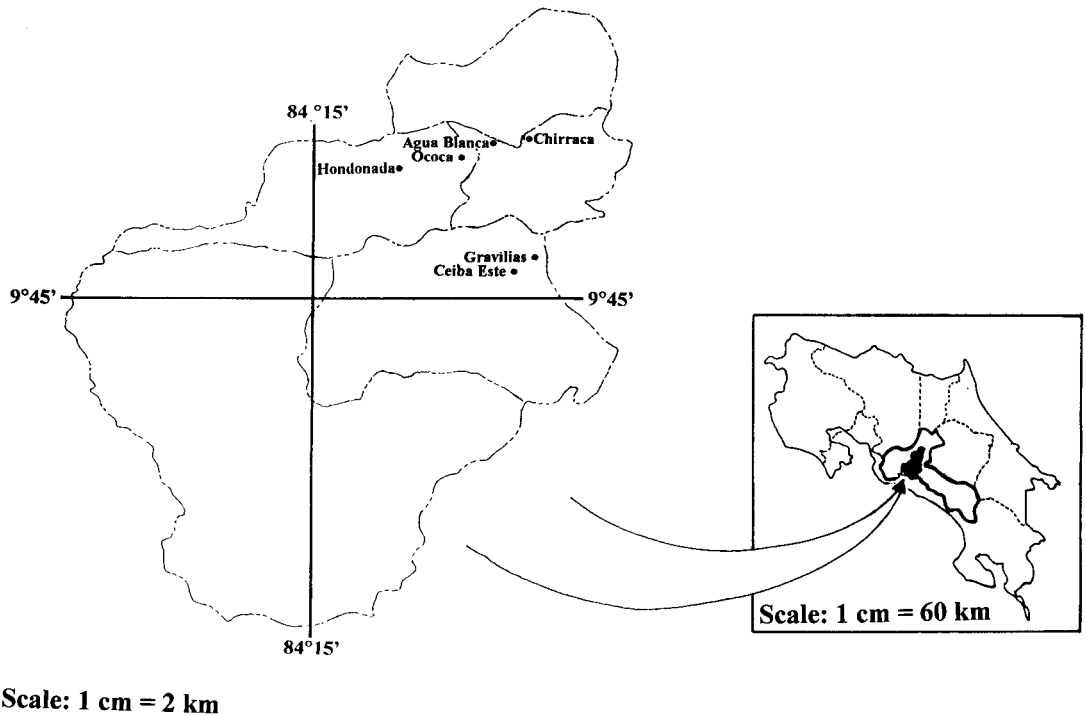 84 °15'
Agua Blanca
Chirraca
Ococa
Hondonada
Gravilias
Ceiba Este
9°45'
9°45'
84°15'
Scale: 1 cm = 60 km
Scale: 1 cm = 2 km